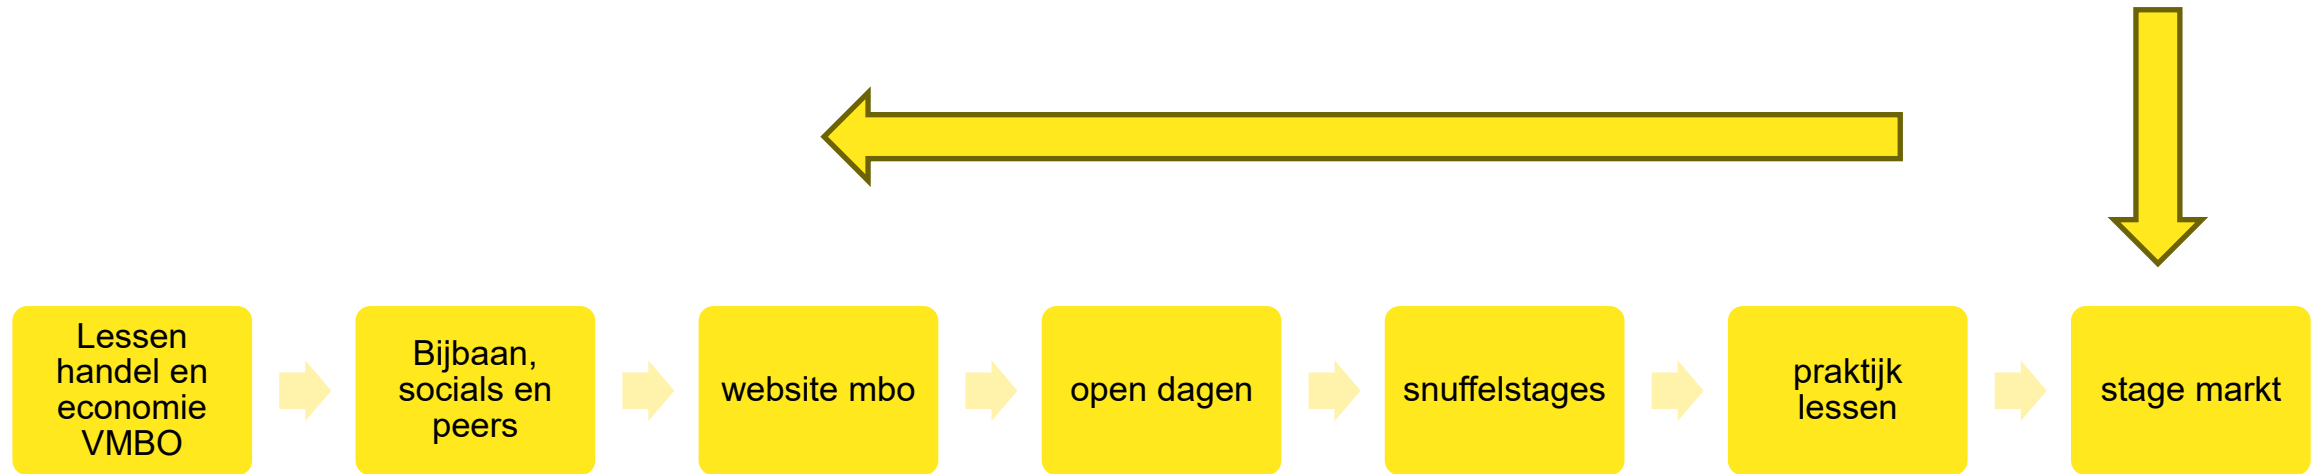 Lessen
handel en
economie
VMBO
Bijbaan,
socials en
peers
website mbo
open dagen
snuffelstages
praktijk
lessen
stage markt